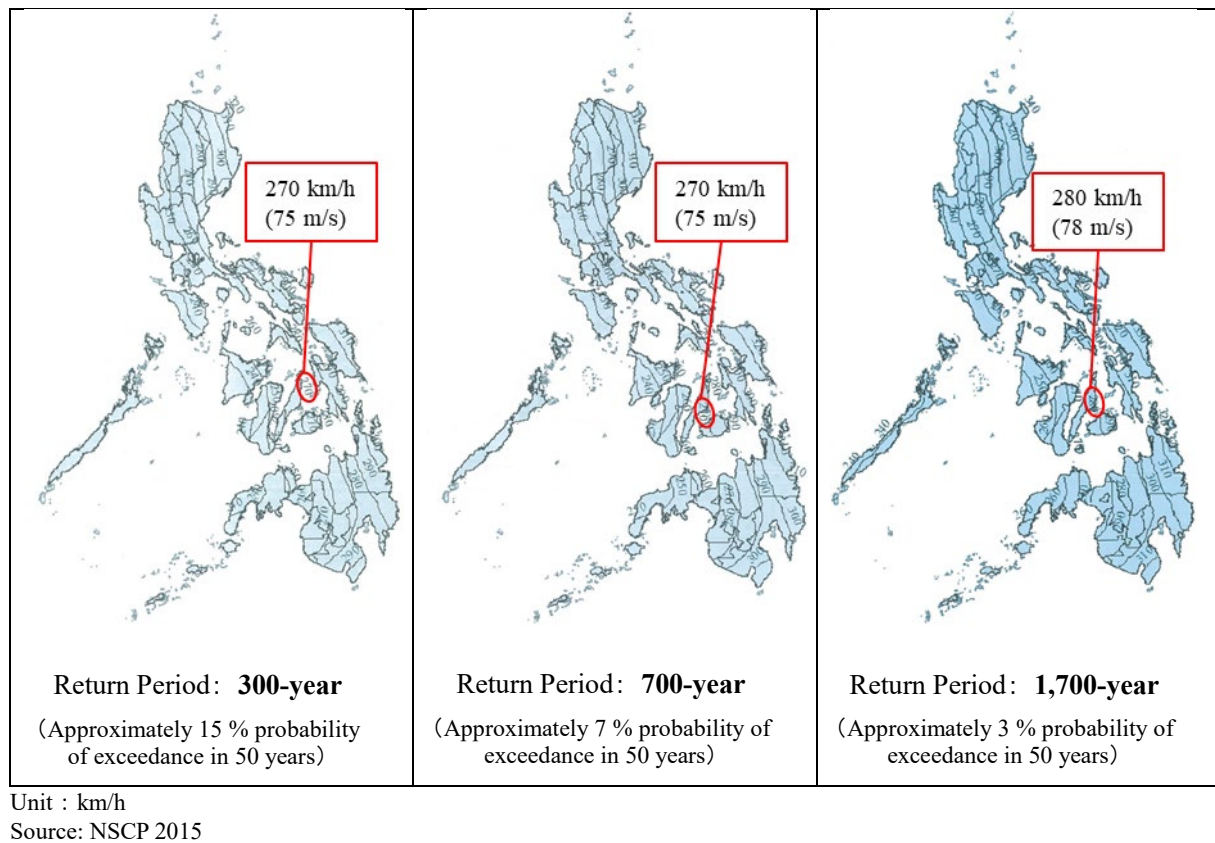 270 km/h
(75 m/s)
270 km/h
(75 m/s)
280 km/h
(78 m/s)
Return Period： 300-year
（Approximately 15 % probability
of exceedance in 50 years）
Return Period： 700-year
（Approximately 7 % probability of
exceedance in 50 years）
Return Period： 1,700-year
（Approximately 3 % probability of
exceedance in 50 years）
Unit : km/h
Source: NSCP 2015